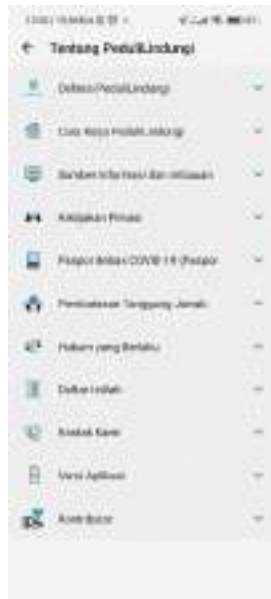 Tentang PeduliLindungi
Definisi PeduliLindungi
Cara Kerja PeduliLindungi
Sumber Informasi dan
Kebijakan Privasi
Paspor Bebas COVID-19 (Paspor
Pembatasan Tanggung Jawab
Hukum yang Berlaku
Daftar Istilah
Kontak Kami
Versi Aplikasi
Kontributor